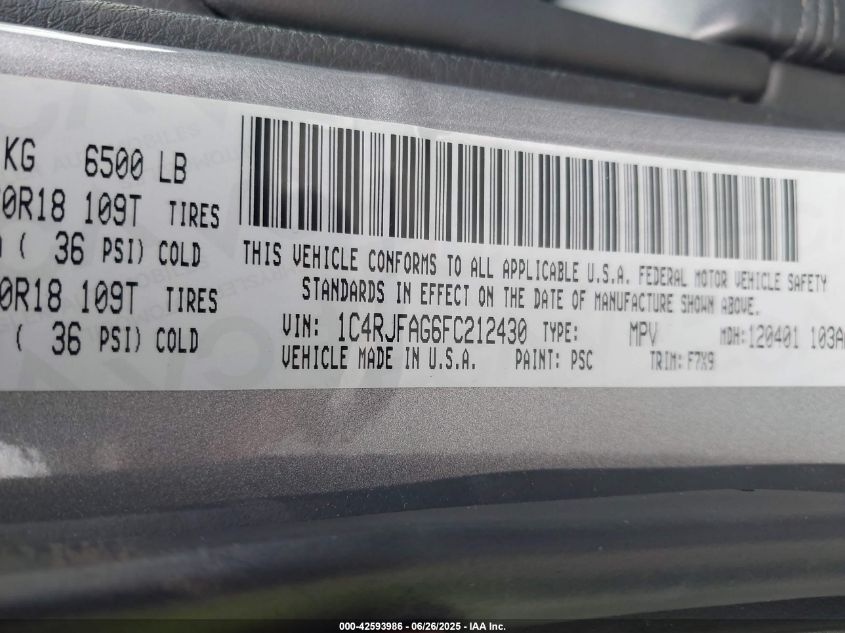 KG 6500 LB
0R18 109T TIRES
( 36 PSI) COLD
0R18 109T TIRES
( 36 PSI) COLD
THIS VEHICLE CONFORMS TO ALL APPLICABLE U.S.A. FEDERAL MOTOR VEHICLE SAFETY
STANDARDS IN EFFECT ON THE DATE OF MANUFACTURE SHOWN ABOVE.
VIN: 1C4RJFAG6FC212430 TYPE: MPV MDH: 120401 103A
VEHICLE MADE IN U.S.A. PAINT: PSC TRIM: F7X9
000-42593986 - 06/26/2025 - IAA, Inc.